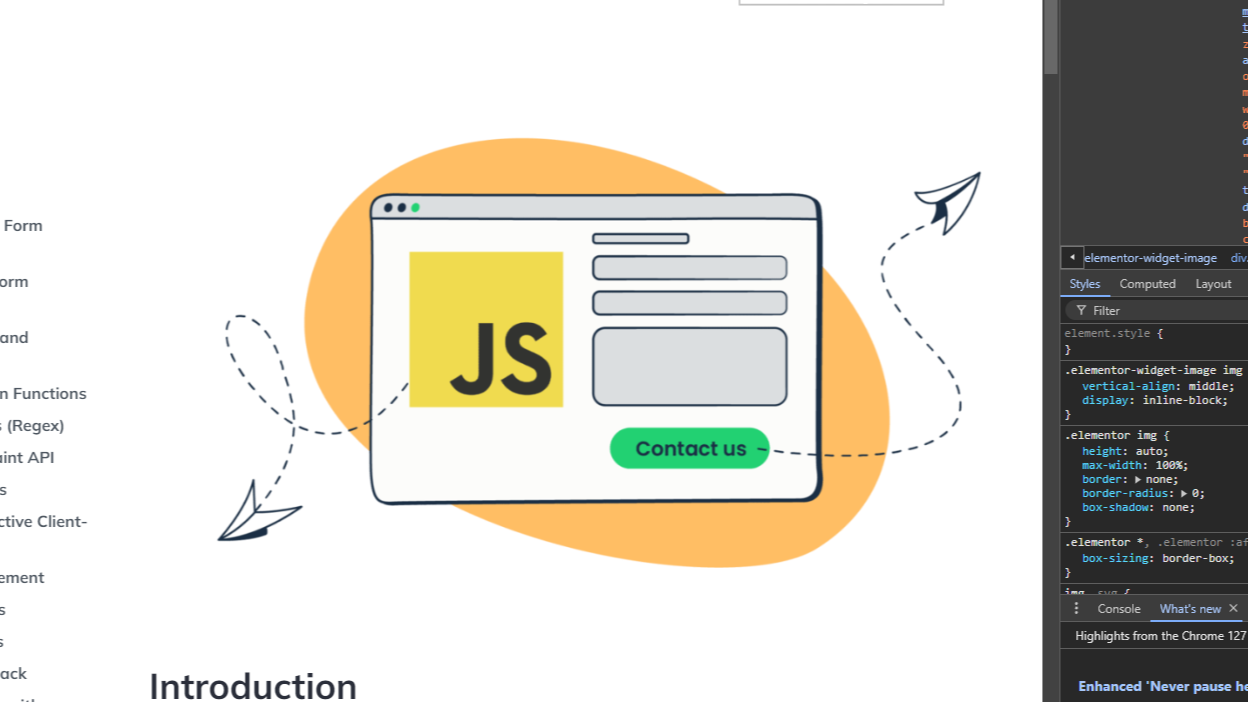 Form
orm
and
n Functions
s (Regex)
aint API
s
ctive Client-
ement
s
s
ack
JS
Contact us
Introduction
elementor-widget-image div.
Styles Computed Layout
Filter
element.style {
}
.elementor-widget-image img
vertical-align: middle;
display: inline-block;
}
.elementor img {
height: auto;
max-width: 100%;
border: none;
border-radius: 0;
box-shadow: none;
}
.elementor *, .elementor :af
box-sizing: border-box;
}
img, svg {
Console What's new
Highlights from the Chrome 127
Enhanced "Never pause he